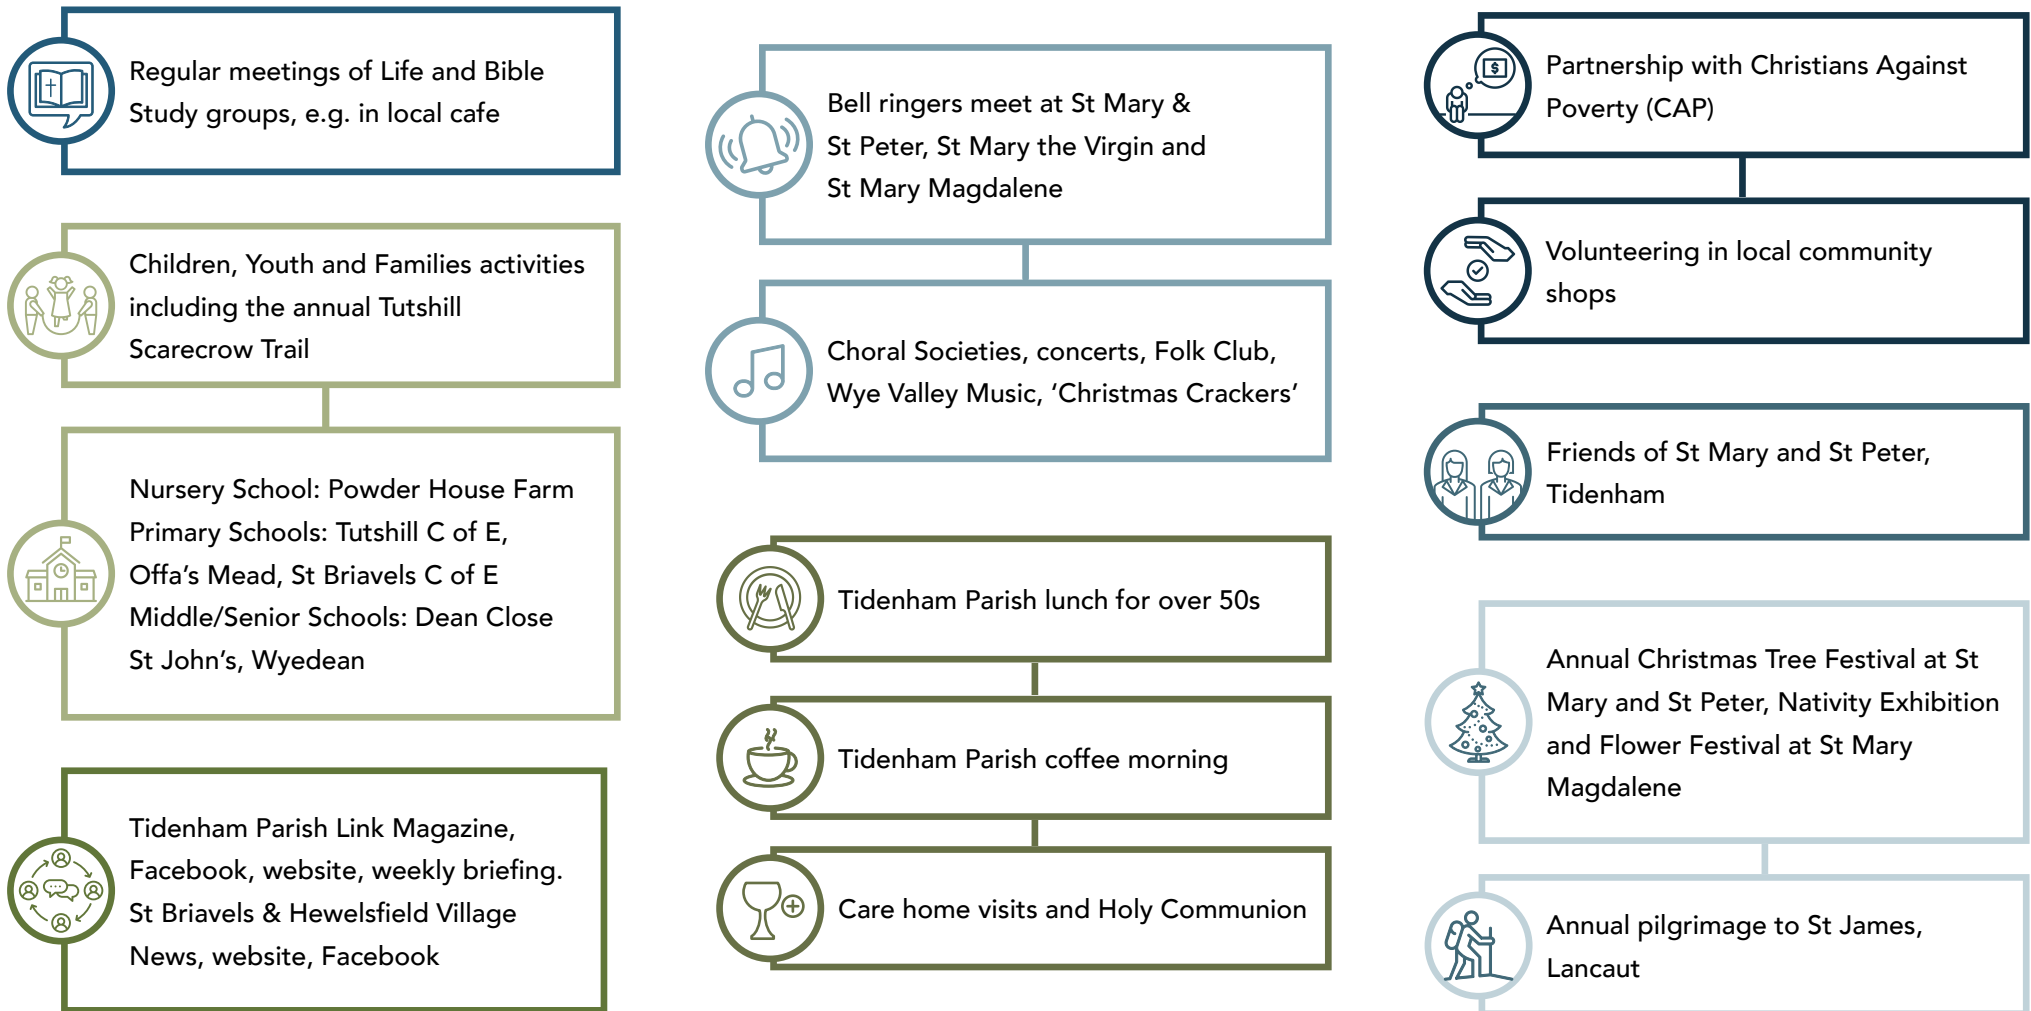 Regular meetings of Life and Bible
Study groups, e.g. in local cafe
Children, Youth and Families activities
including the annual Tutshill
Scarecrow Trail
Nursery School: Powder House Farm
Primary Schools: Tutshill C of E,
Offa’s Mead, St Briavels C of E
Middle/Senior Schools: Dean Close
St John’s, Wyedean
Tidenham Parish Link Magazine,
Facebook, website, weekly briefing.
St Briavels & Hewelsfield Village
News, website, Facebook
Bell ringers meet at St Mary &
St Peter, St Mary the Virgin and
St Mary Magdalene
Choral Societies, concerts, Folk Club,
Wye Valley Music, ‘Christmas Crackers’
Tidenham Parish lunch for over 50s
Tidenham Parish coffee morning
Care home visits and Holy Communion
$
Partnership with Christians Against
Poverty (CAP)
Volunteering in local community
shops
Friends of St Mary and St Peter,
Tidenham
Annual Christmas Tree Festival at St
Mary and St Peter, Nativity Exhibition
and Flower Festival at St Mary
Magdalene
Annual pilgrimage to St James,
Lancaut